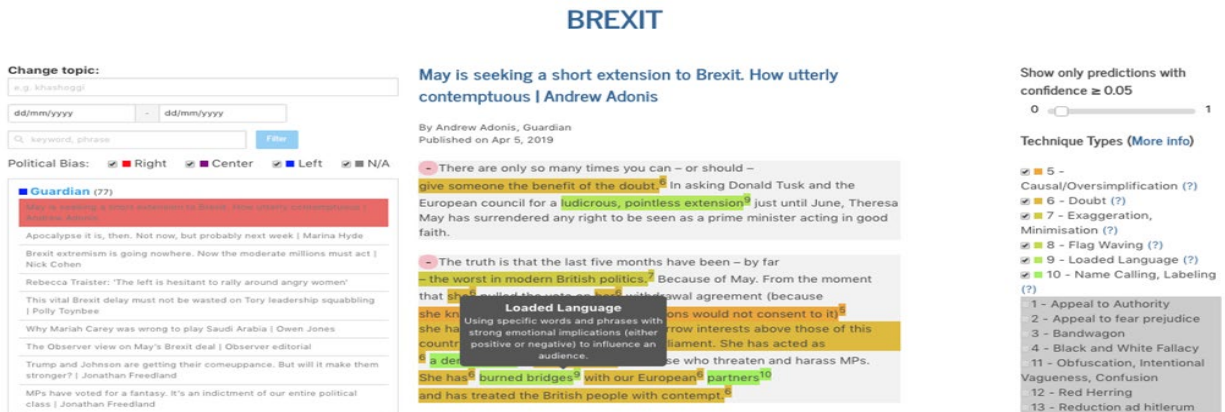 BREXIT
Change topic:
e.g. khashoggi
dd/mm/yyyy - dd/mm/yyyy
keyword, phrase Filter
Political Bias: Right Center Left N/A
Guardian (77)
May is seeking a short extension to Brexit. How utterly contemptuous |
Andrew Adonis
Apocalypse it is, then. Not now, but probably next week | Marina Hyde
Brexit extremism is going nowhere. Now the moderate millions must act |
Nick Cohen
Rebecca Traister: 'The left is hesitant to rally around angry women'
This vital Brexit delay must not be wasted on Tory leadership squabbling
| Polly Toynbee
Why Mariah Carey was wrong to play Saudi Arabia | Owen Jones
The Observer view on May's Brexit deal | Observer editorial
Trump and Johnson are getting their comeuppance. But will it make them
stronger? | Jonathan Freedland
MPs have voted for a fantasy. It's an indictment of our entire political
class | Jonathan Freedland
May is seeking a short extension to Brexit. How utterly
contemptuous | Andrew Adonis
By Andrew Adonis, Guardian
Published on Apr 5, 2019
- There are only so many times you can – or should –
give someone the benefit of the doubt.6 In asking Donald Tusk and the
European council for a ludicrous, pointless extension9 just until June, Theresa
May has surrendered any right to be seen as a prime minister acting in good
faith.
- The truth is that the last five months have been – by far
– the worst in modern British politics.7 Because of May. From the moment
that she6 pulled the vote on her6 withdrawal agreement (because
she ons would not consent to it)5
she ha rrow interests above those of this
countr liament. She has acted as
6 a de se who threaten and harass MPs.
She has6 burned bridges9 with our European6 partners10
and has treated the British people with contempt.6
Loaded Language
Using specific words and phrases with
strong emotional implications (either
positive or negative) to influence an
audience.
Show only predictions with
confidence ≥ 0.05
0 1
Technique Types (More info)
5 -
Causal/Oversimplification (?)
6 - Doubt (?)
7 - Exaggeration,
Minimisation (?)
8 - Flag Waving (?)
9 - Loaded Language (?)
10 - Name Calling, Labeling
(?)
1 - Appeal to Authority
2 - Appeal to fear prejudice
3 - Bandwagon
4 - Black and White Fallacy
11 - Obfuscation, Intentional
Vagueness, Confusion
12 - Red Herring
13 - Reduction ad hitlerum